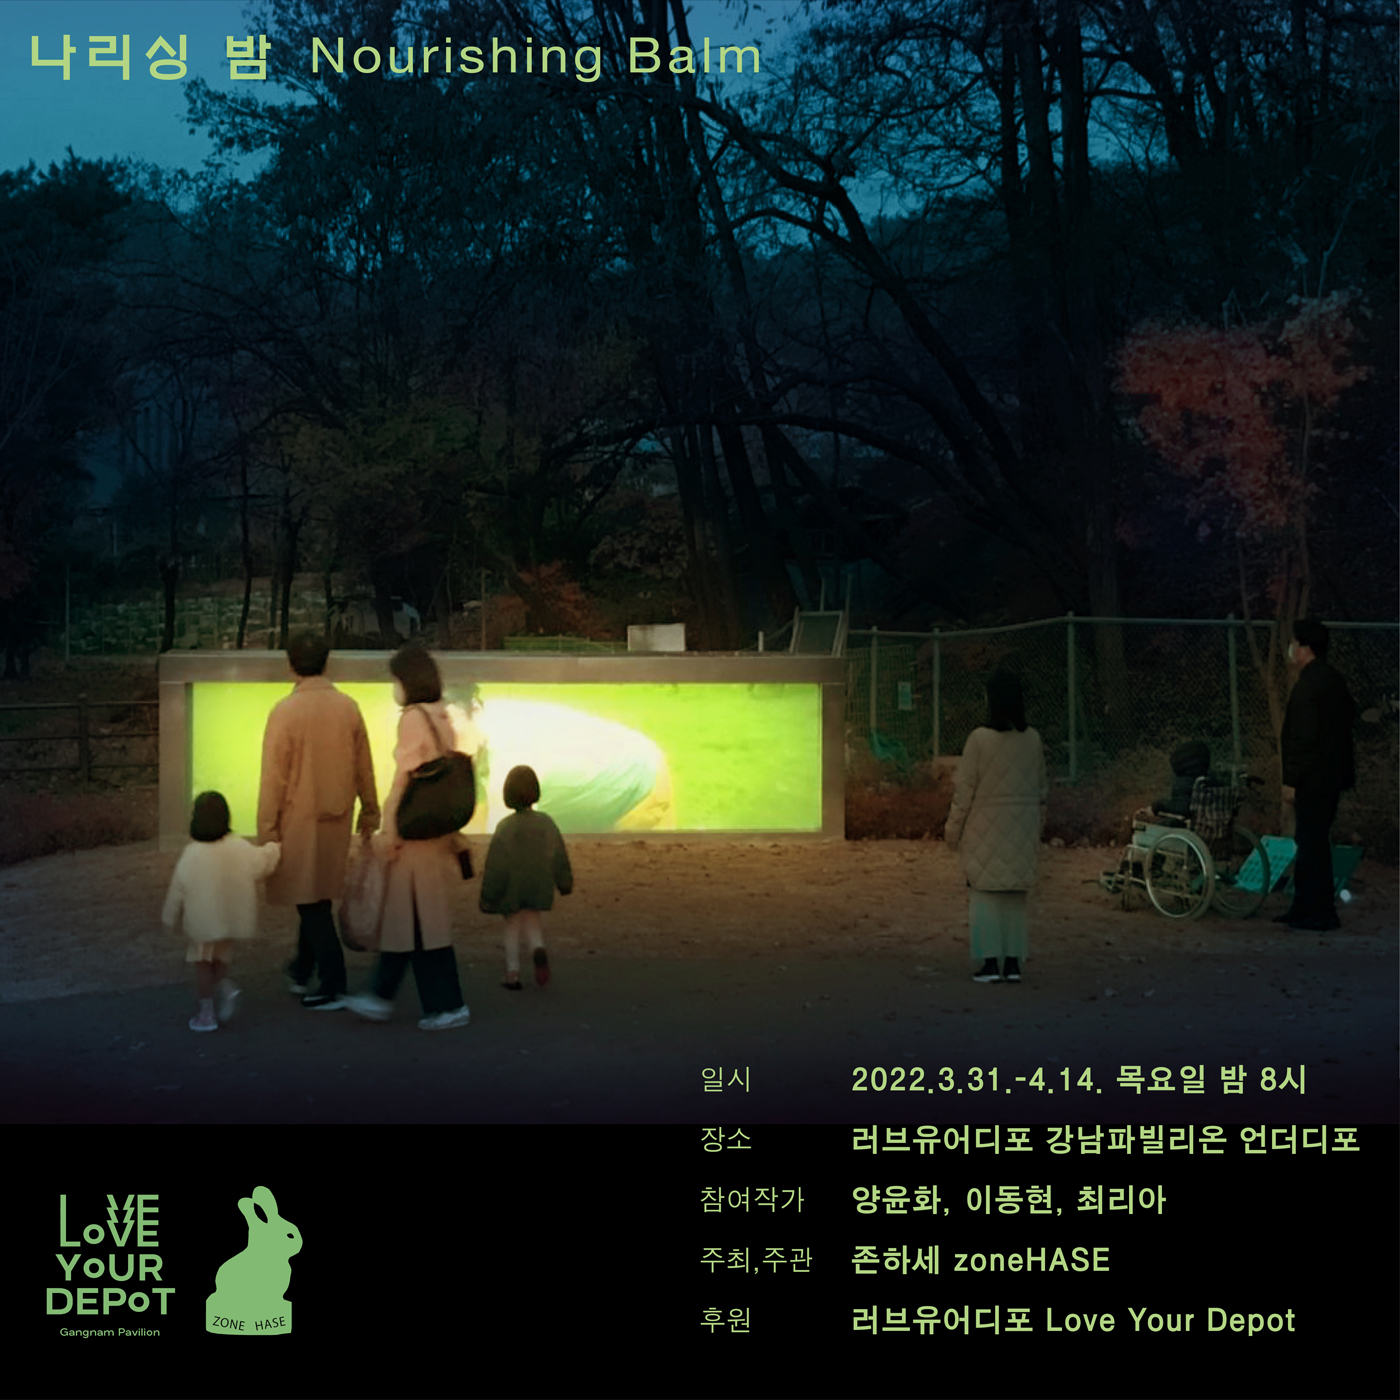 나리싱 밤 Nourishing Balm
일시 2022.3.31.-4.14. 목요일 밤 8시
장소 러브유어디포 강남파빌리온 언더디포
참여작가 양윤화, 이동현, 최리아
주최,주관 존하세 zoneHASE
후원 러브유어디포 Love Your Depot
LoVE
YoUR
DEPoT
Gangnam Pavilion
ZONE HASE